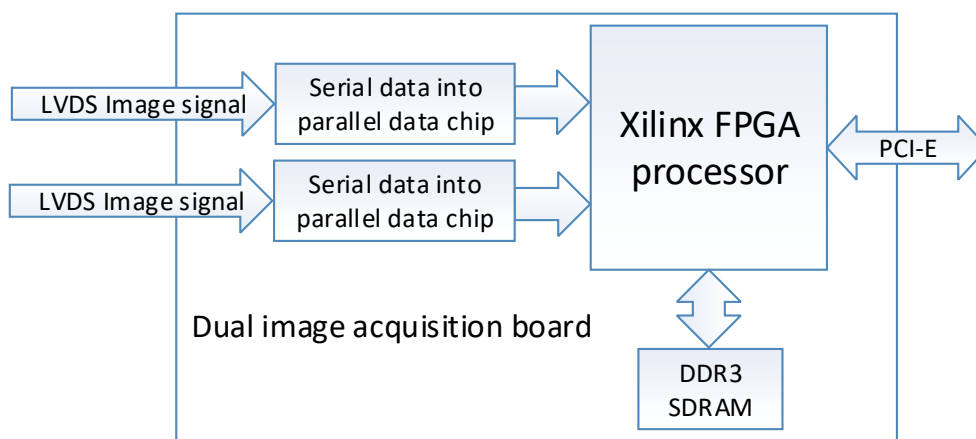 LVDS Image signal
Serial data into
parallel data chip
Xilinx FPGA
processor
PCI-E
LVDS Image signal
Serial data into
parallel data chip
Dual image acquisition board
DDR3
SDRAM